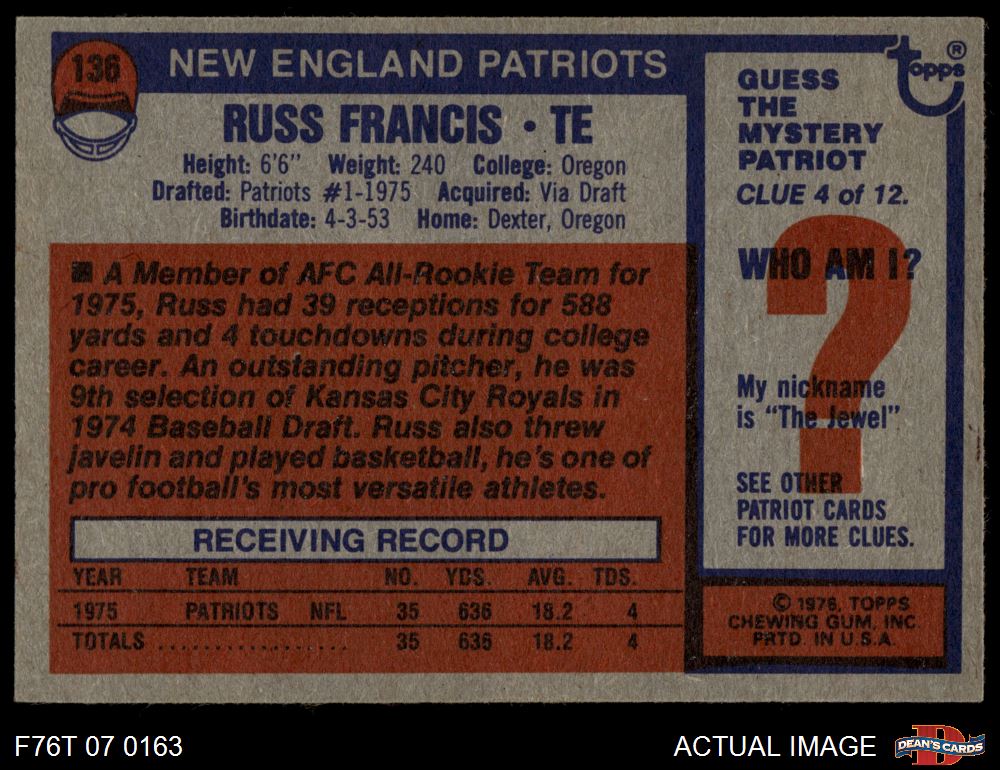 136
NEW ENGLAND PATRIOTS
RUSS FRANCIS • TE
Height: 6'6" Weight: 240 College: Oregon
Drafted: Patriots #1-1975 Acquired: Via Draft
Birthdate: 4-3-53 Home: Dexter, Oregon
■ A Member of AFC All-Rookie Team for
1975, Russ had 39 receptions for 588
yards and 4 touchdowns during college
career. An outstanding pitcher, he was
9th selection of Kansas City Royals in
1974 Baseball Draft. Russ also threw
javelin and played basketball, he's one of
pro football's most versatile athletes.
RECEIVING RECORD
YEAR TEAM NO. YDS. AVG. TDS.
1975 PATRIOTS NFL 35 636 18.2 4
TOTALS .................. 35 636 18.2 4
topps ®
GUESS
THE
MYSTERY
PATRIOT
CLUE 4 of 12.
WHO AM I?
?
My nickname
is "The Jewel"
SEE OTHER
PATRIOT CARDS
FOR MORE CLUES.
© 1976, TOPPS
CHEWING GUM, INC.
PRTD. IN U.S.A.
F76T 07 0163
ACTUAL IMAGE
D
DEAN'S CARDS